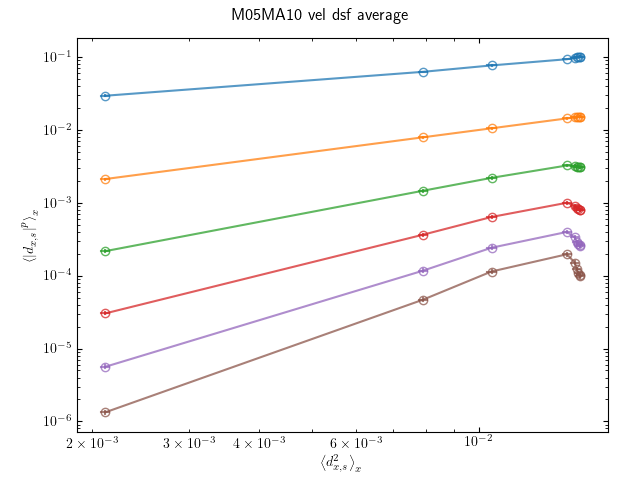 M05MA10 vel dsf average
10⁻¹
10⁻²
10⁻³
10⁻⁴
10⁻⁵
10⁻⁶
⟨|d_{x,s}|^p⟩_x
2 × 10⁻³ 3 × 10⁻³ 4 × 10⁻³ 6 × 10⁻³ 10⁻²
⟨d²_{x,s}⟩_x